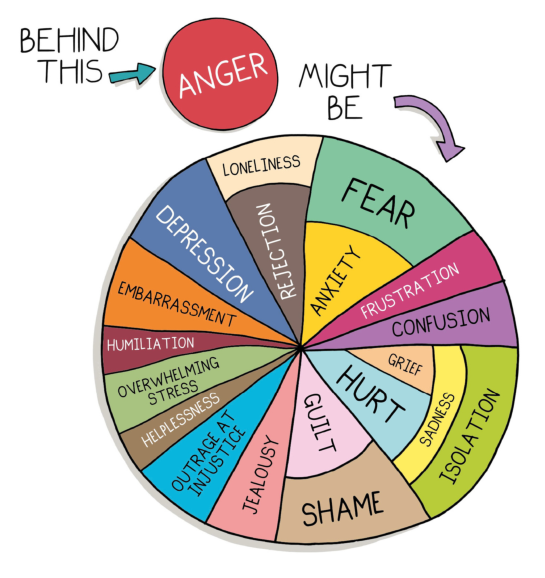 BEHIND
THIS
ANGER
MIGHT
BE
LONELINESS
REJECTION
FEAR
ANXIETY
FRUSTRATION
CONFUSION
GRIEF
HURT
SADNESS
ISOLATION
GUILT
SHAME
JEALOUSY
OUTRAGE AT
INJUSTICE
HELPLESSNESS
OVERWHELMING
STRESS
HUMILIATION
EMBARRASSMENT
DEPRESSION